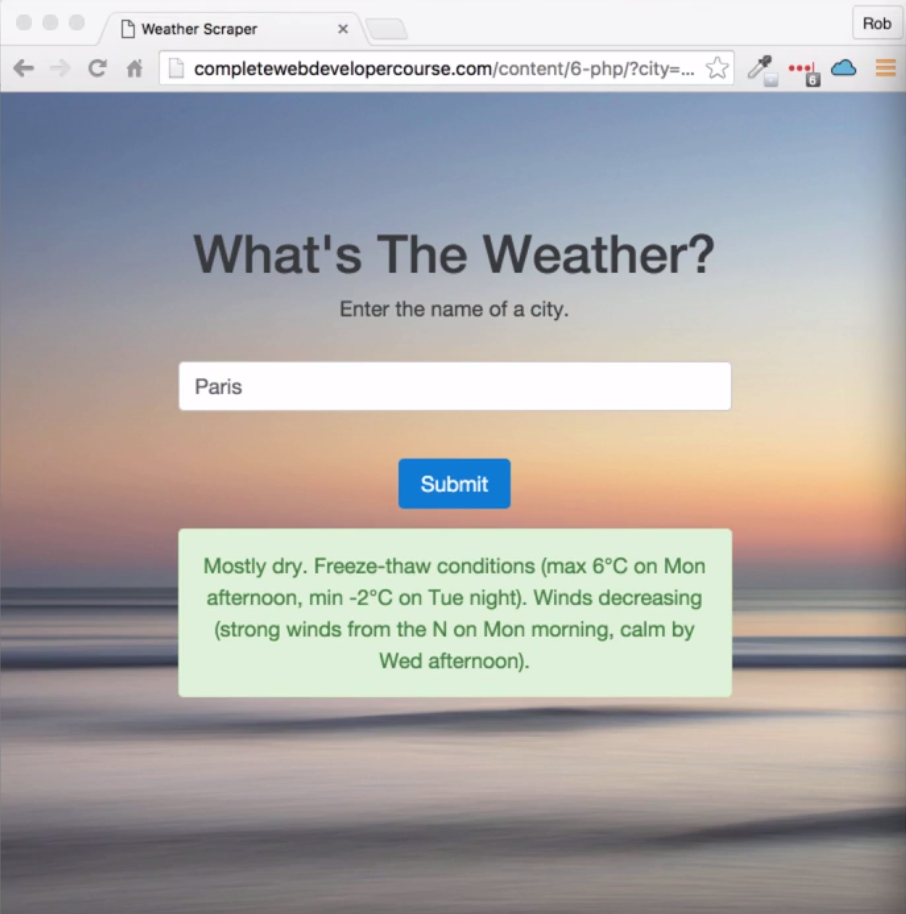 Weather Scraper
Rob
completewebdevelopercourse.com/content/6-php/?city=...
6
What's The Weather?
Enter the name of a city.
Paris
Submit
Mostly dry. Freeze-thaw conditions (max 6°C on Mon
afternoon, min -2°C on Tue night). Winds decreasing
(strong winds from the N on Mon morning, calm by
Wed afternoon).